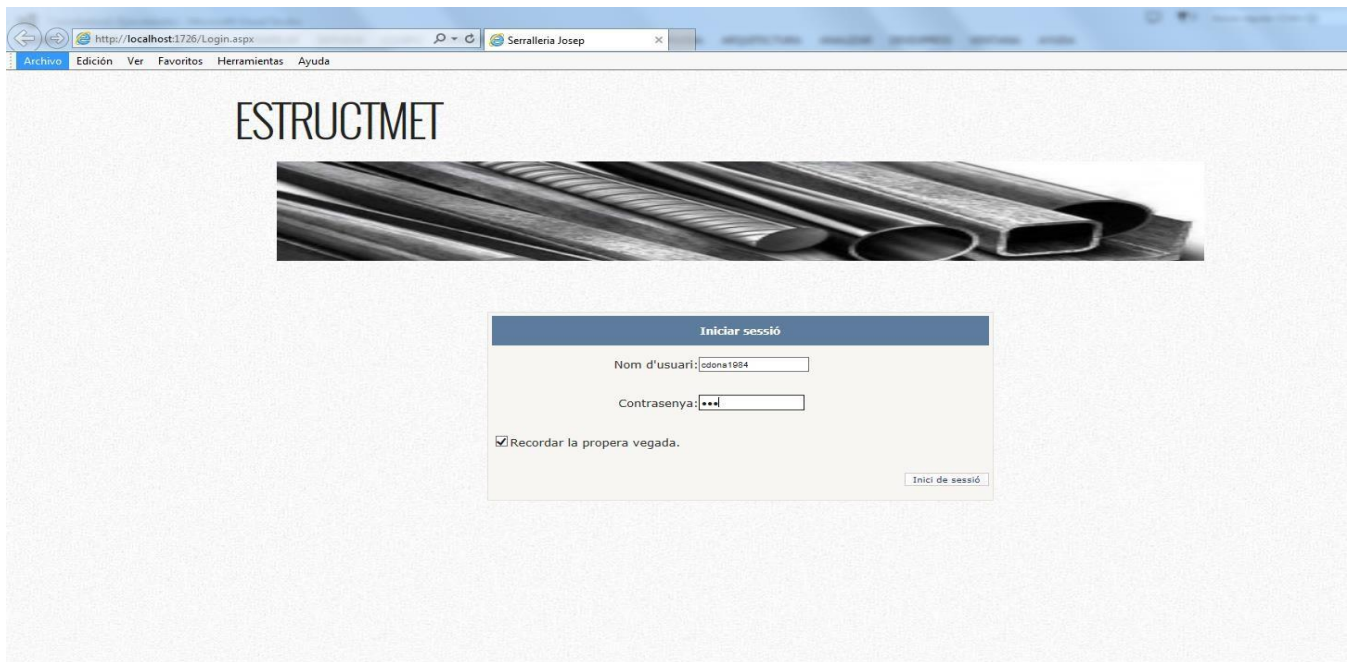 http://localhost:1726/Login.aspx
Serralleria Josep
Archivo Edición Ver Favoritos Herramientas Ayuda
ESTRUCTMET
Iniciar sessió
Nom d'usuari: cdona1984
Contrasenya: •••
Recordar la propera vegada.
Inici de sessió